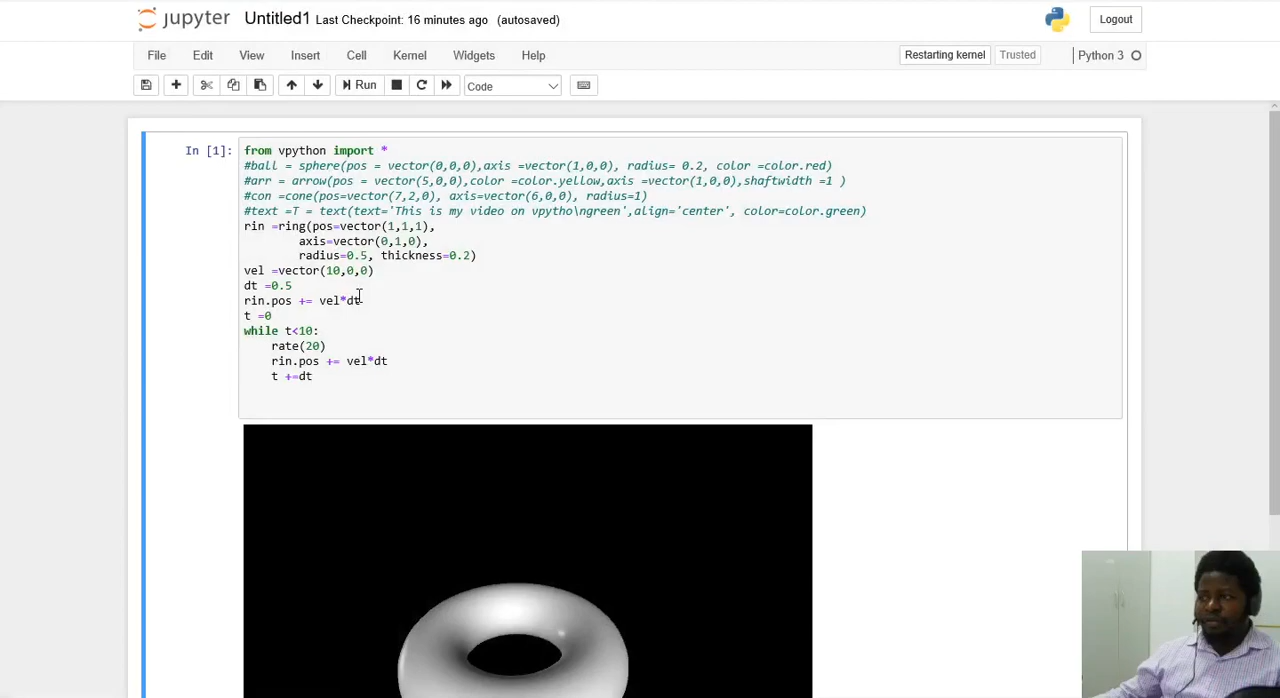 jupyter Untitled1 Last Checkpoint: 16 minutes ago (autosaved) Logout
File Edit View Insert Cell Kernel Widgets Help Restarting kernel Trusted Python 3
Run Code
In [1]: from vpython import *
#ball = sphere(pos = vector(0,0,0),axis =vector(1,0,0), radius= 0.2, color =color.red)
#arr = arrow(pos = vector(5,0,0),color =color.yellow,axis =vector(1,0,0),shaftwidth =1 )
#con =cone(pos=vector(7,2,0), axis=vector(6,0,0), radius=1)
#text =T = text(text='This is my video on vpytho\ngreen',align='center', color=color.green)
rin =ring(pos=vector(1,1,1),
axis=vector(0,1,0),
radius=0.5, thickness=0.2)
vel =vector(10,0,0)
dt =0.5
rin.pos += vel*dt
t =0
while t<10:
rate(20)
rin.pos += vel*dt
t +=dt